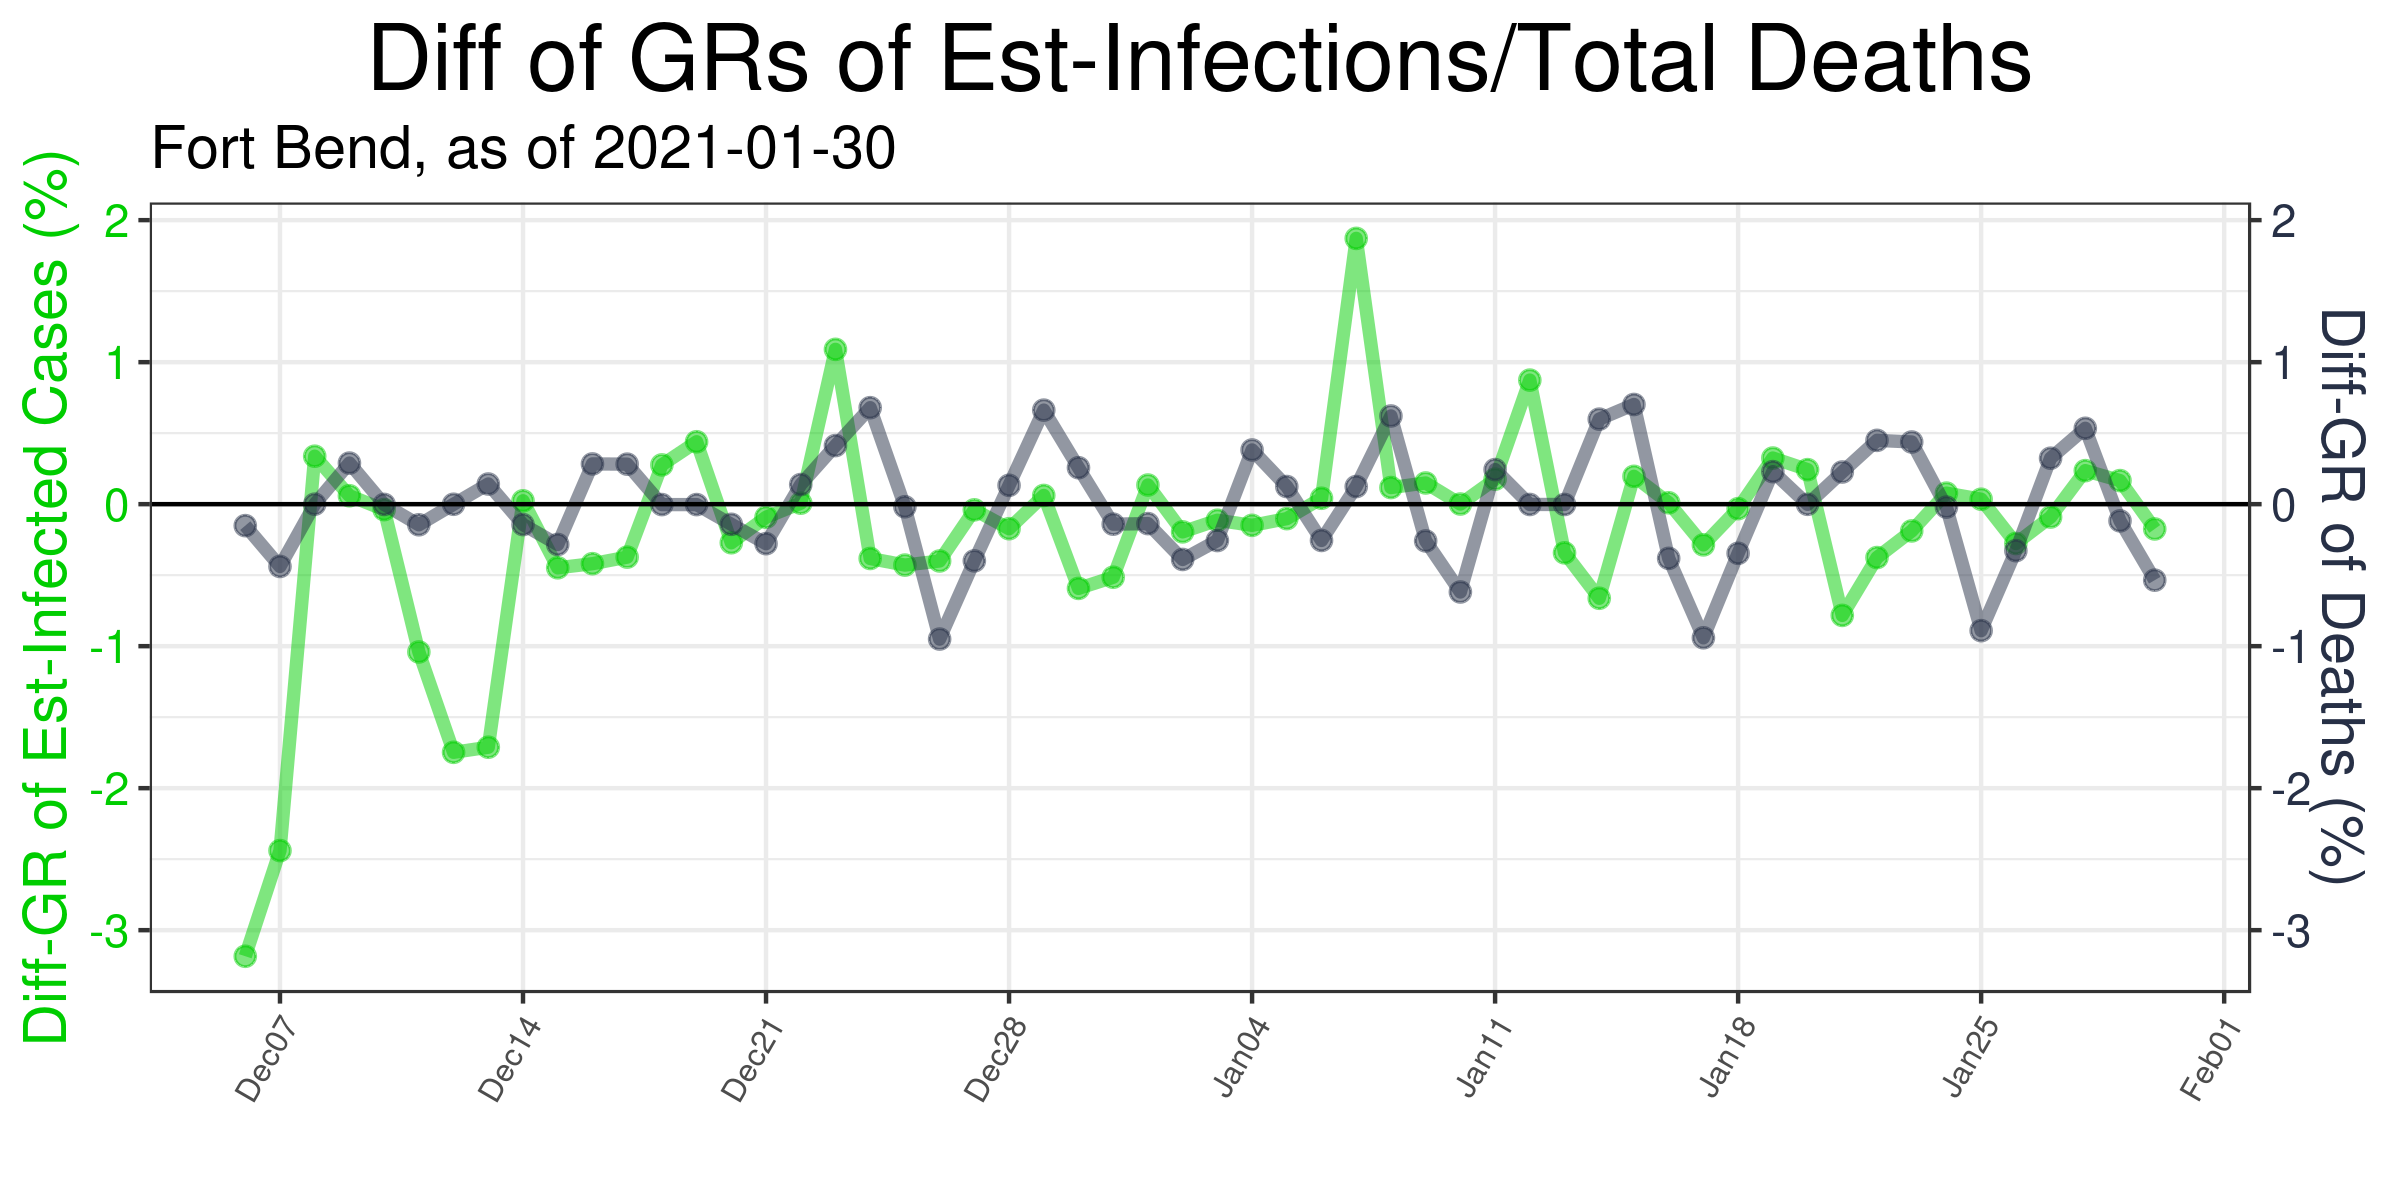 Diff of GRs of Est-Infections/Total Deaths
Fort Bend, as of 2021-01-30
Diff-GR of Est-Infected Cases (%)
2
1
0
-1
-2
-3
2
1
0
-1
-2
-3
Diff-GR of Deaths (%)
Dec07
Dec14
Dec21
Dec28
Jan04
Jan11
Jan18
Jan25
Feb01